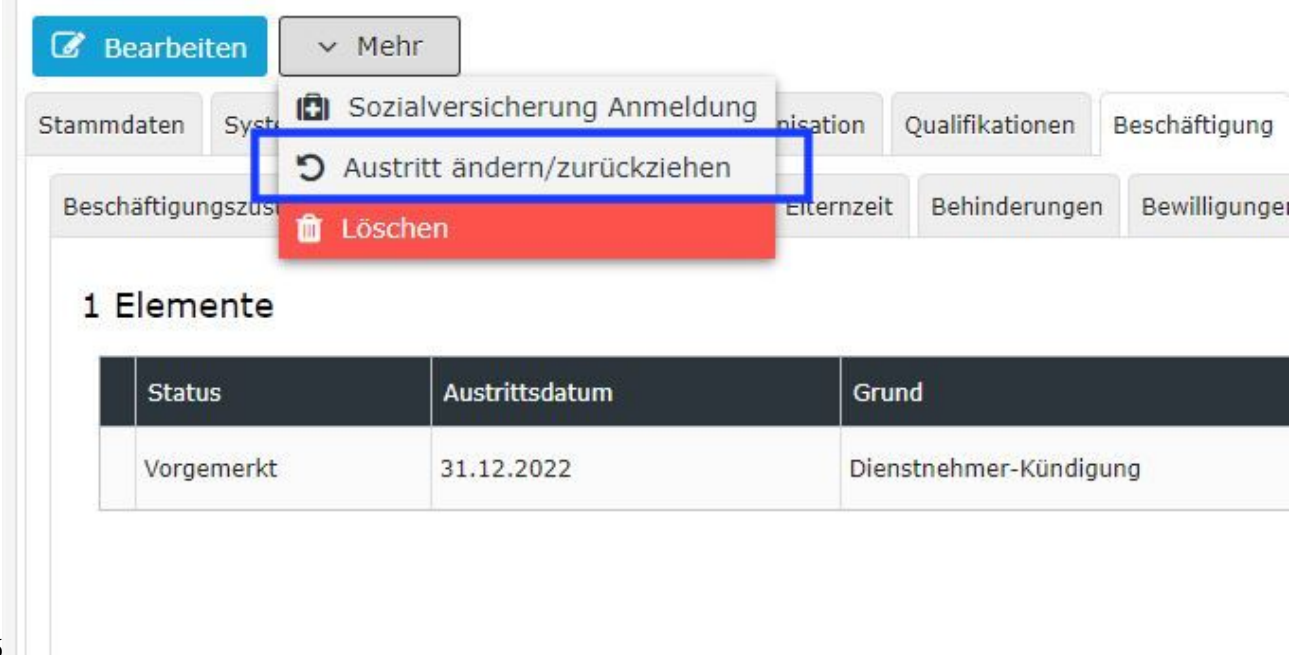 Bearbeiten Mehr
Sozialversicherung Anmeldung
Stammdaten Qualifikationen Beschäftigung
Austritt ändern/zurückziehen
Elternzeit Behinderungen
Löschen
1 Elemente
Status Austrittsdatum Grund
Vorgemerkt 31.12.2022 Dienstnehmer-Kündigung